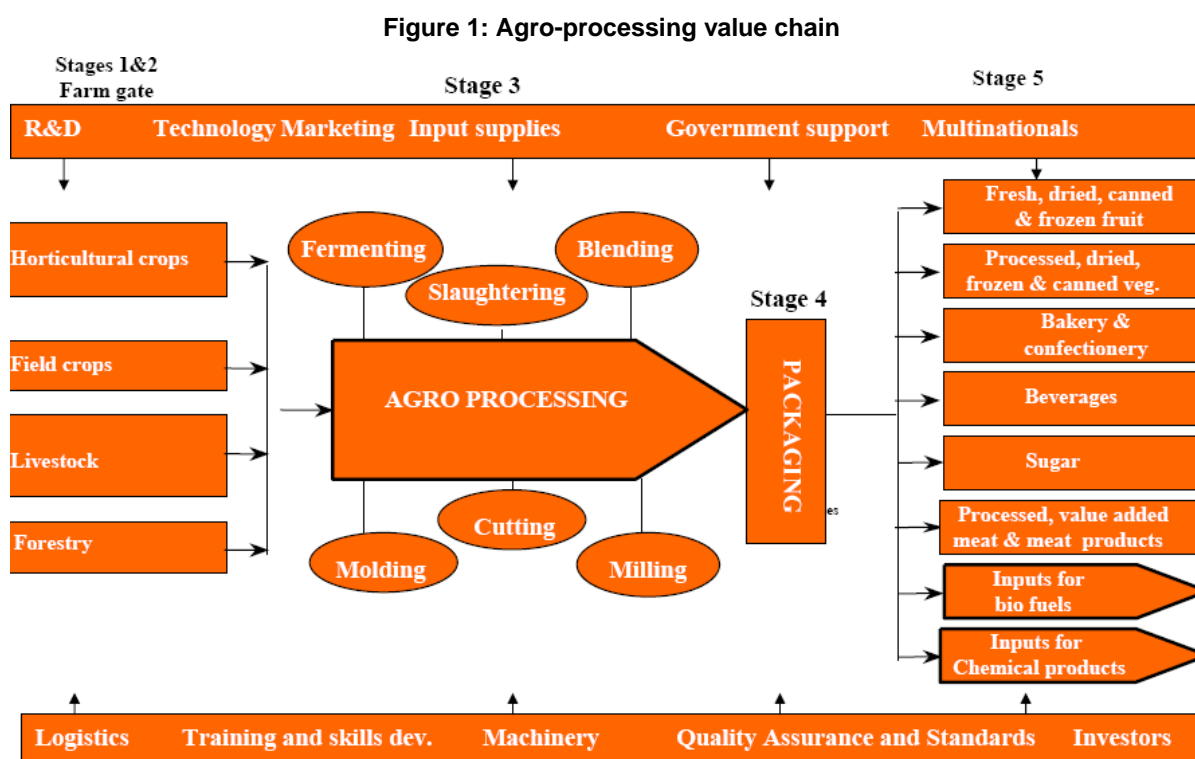 Figure 1: Agro-processing value chain
Stages 1&2
Farm gate
Stage 3
Stage 5
R&D Technology Marketing Input supplies Government support Multinationals
Horticultural crops
Field crops
Livestock
Forestry
Fermenting
Slaughtering
Blending
AGRO PROCESSING
Molding
Cutting
Milling
Stage 4
PACKAGING
es
Fresh, dried, canned
& frozen fruit
Processed, dried,
frozen & canned veg.
Bakery &
confectionery
Beverages
Sugar
Processed, value added
meat & meat products
Inputs for
bio fuels
Inputs for
Chemical products
Logistics Training and skills dev. Machinery Quality Assurance and Standards Investors